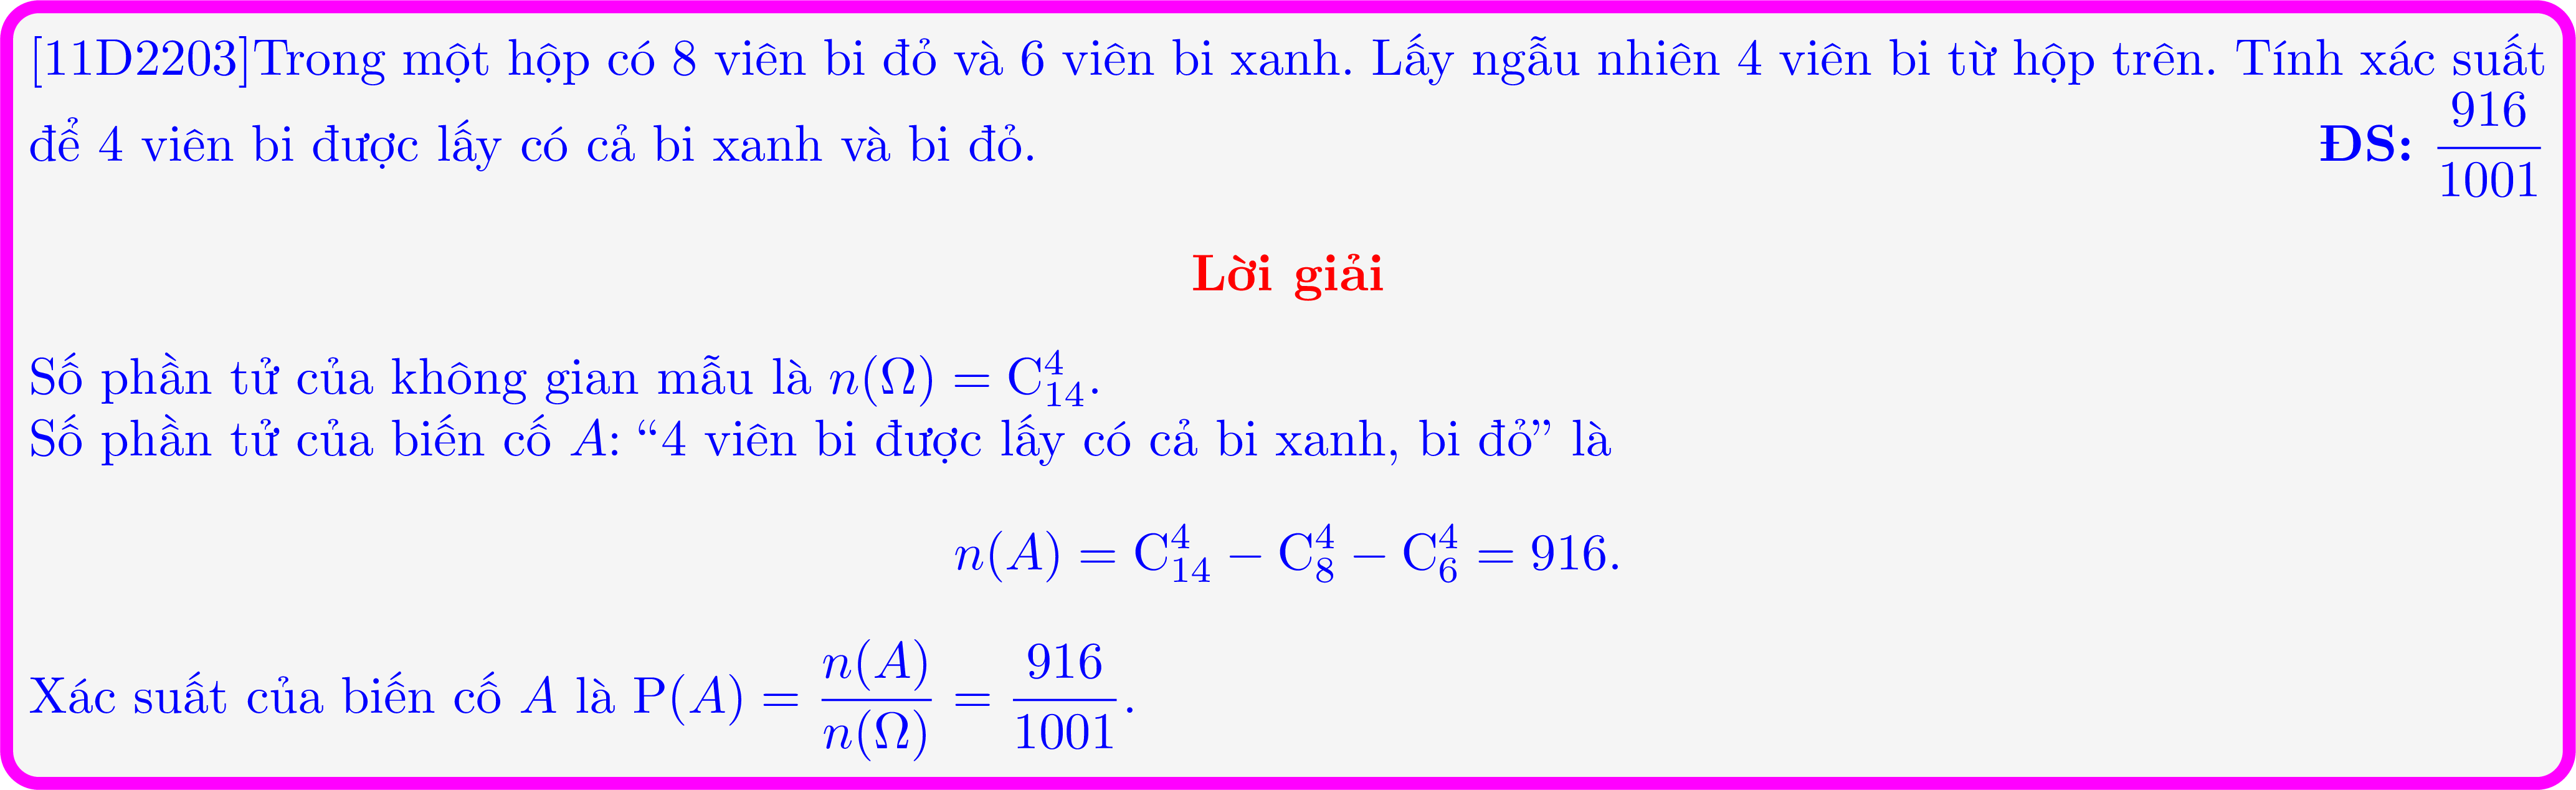 [11D2203]Trong một hộp có 8 viên bi đỏ và 6 viên bi xanh. Lấy ngẫu nhiên 4 viên bi từ hộp trên. Tính xác suất
để 4 viên bi được lấy có cả bi xanh và bi đỏ. ĐS: \frac{916}{1001}
Lời giải
Số phần tử của không gian mẫu là n(Ω) = C_{14}^{4}.
Số phần tử của biến cố A: “4 viên bi được lấy có cả bi xanh, bi đỏ” là
n(A) = C_{14}^{4} − C_{8}^{4} − C_{6}^{4} = 916.
Xác suất của biến cố A là P(A) = \frac{n(A)}{n(Ω)} = \frac{916}{1001}.